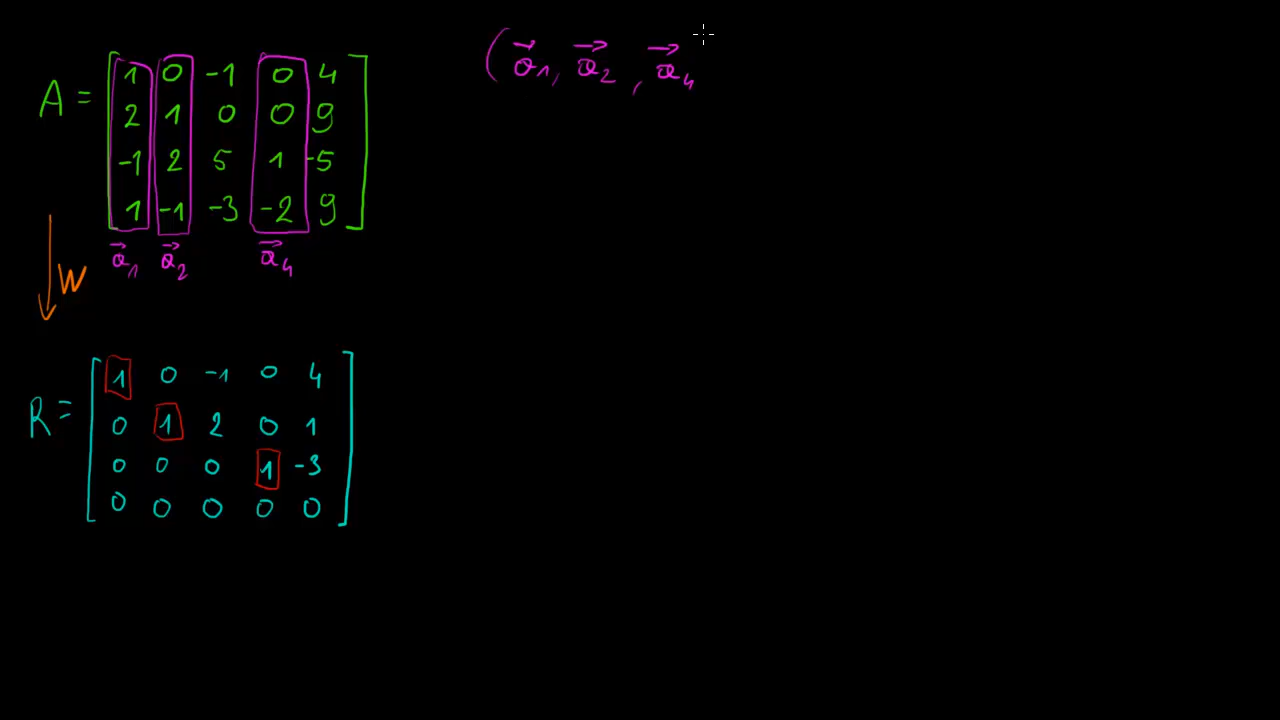 A = [ 1 0 -1 0 4
2 1 0 0 9
-1 2 5 1 -5
1 -1 -3 -2 9 ]
a⃗₁ a⃗₂ a⃗₄
(a⃗₁, a⃗₂, a⃗₄
W
R = [ 1 0 -1 0 4
0 1 2 0 1
0 0 0 1 -3
0 0 0 0 0 ]